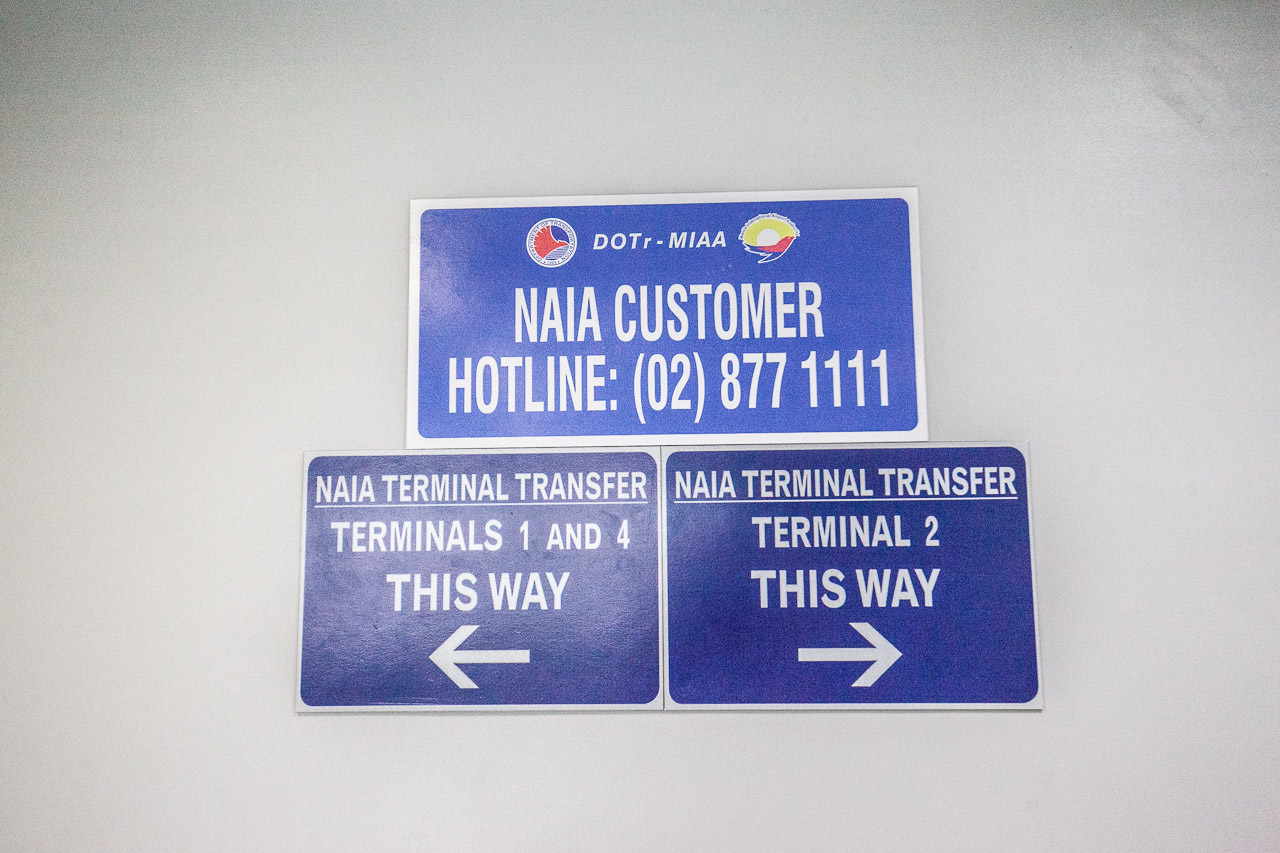 DOTr - MIAA
NAIA CUSTOMER
HOTLINE: (02) 877 1111
NAIA TERMINAL TRANSFER
TERMINALS 1 AND 4
THIS WAY
NAIA TERMINAL TRANSFER
TERMINAL 2
THIS WAY